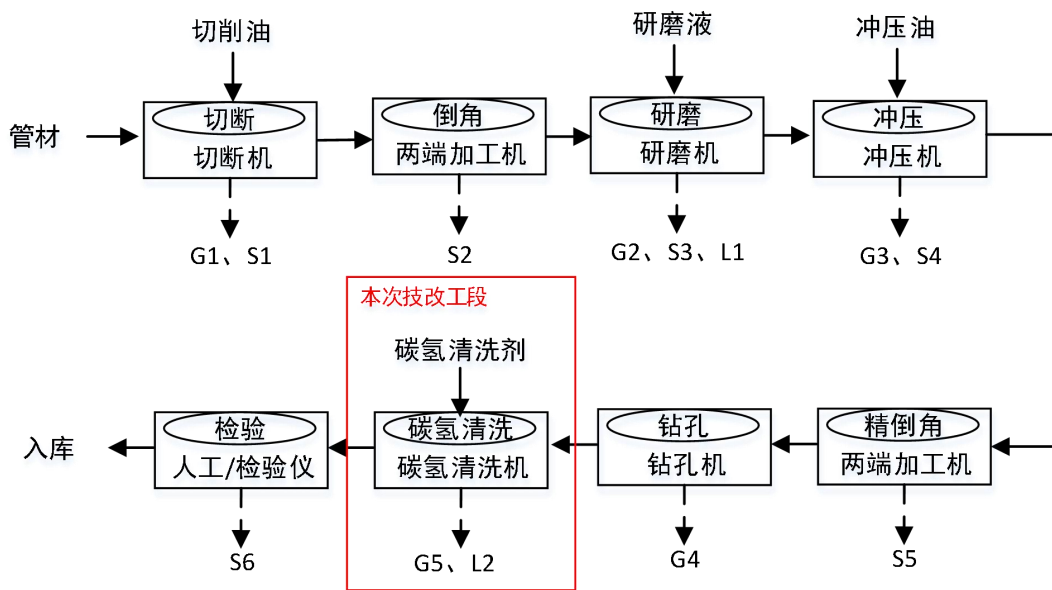 切削油
研磨液
冲压油
管材
切断
切断机
倒角
两端加工机
研磨
研磨机
冲压
冲压机
G1、S1
S2
G2、S3、L1
G3、S4
本次技改工段
碳氢清洗剂
入库
检验
人工/检验仪
碳氢清洗
碳氢清洗机
钻孔
钻孔机
精倒角
两端加工机
S6
G5、L2
G4
S5